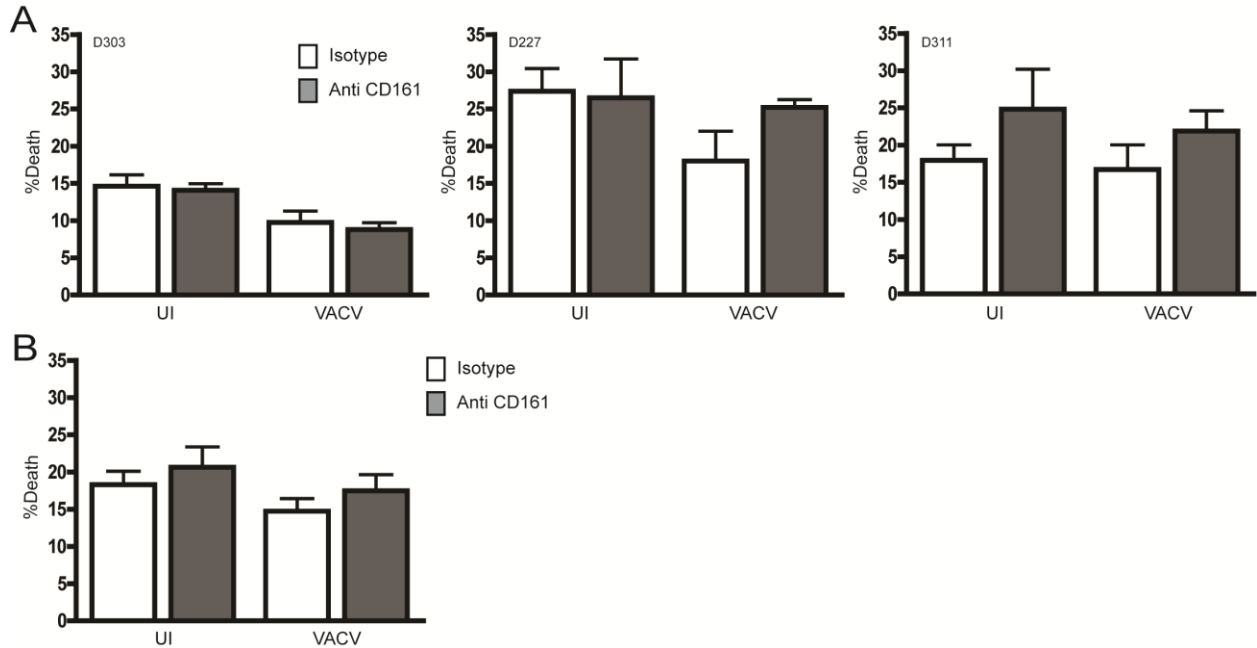 A
D303
Isotype
Anti CD161
%Death
35
30
25
20
15
10
5
0
UI
VACV
D227
%Death
35
30
25
20
15
10
5
0
UI
VACV
D311
%Death
35
30
25
20
15
10
5
0
UI
VACV
B
Isotype
Anti CD161
%Death
35
30
25
20
15
10
5
0
UI
VACV